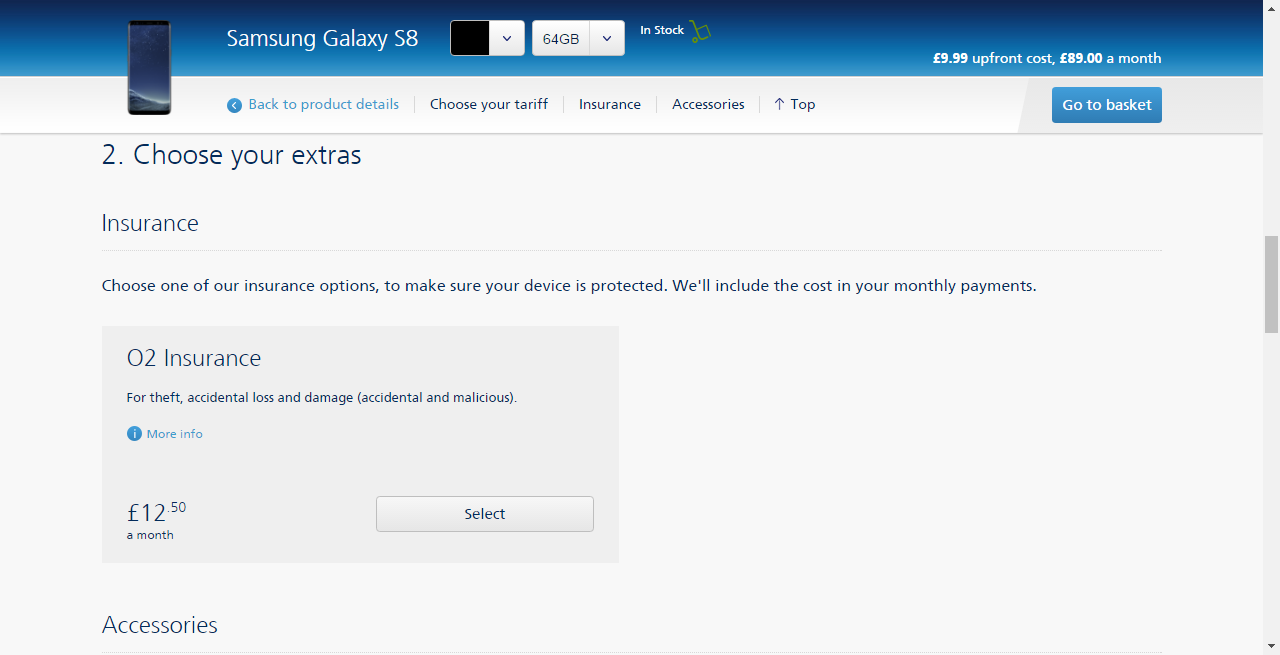 Samsung Galaxy S8
64GB
In Stock
£9.99 upfront cost, £89.00 a month
Back to product details
Choose your tariff
Insurance
Accessories
↑ Top
Go to basket
2. Choose your extras
Insurance
Choose one of our insurance options, to make sure your device is protected. We'll include the cost in your monthly payments.
O2 Insurance
For theft, accidental loss and damage (accidental and malicious).
i More info
£12.50
a month
Select
Accessories